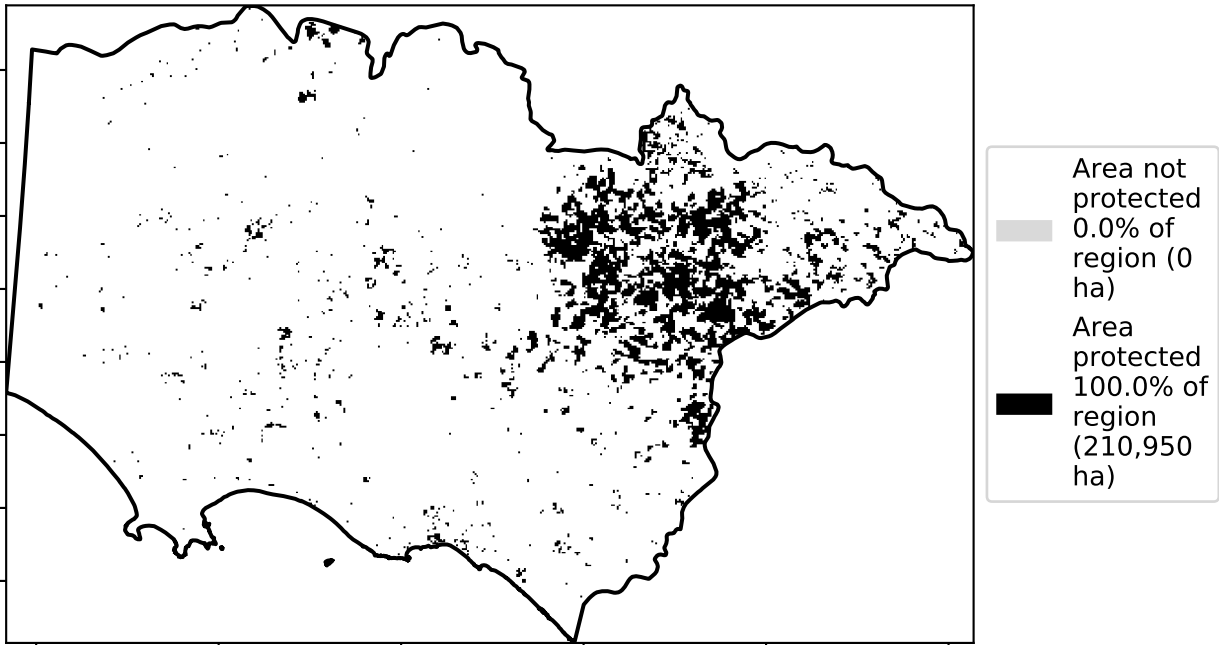 Area not
protected
0.0% of
region (0
ha)
Area
protected
100.0% of
region
(210,950
ha)